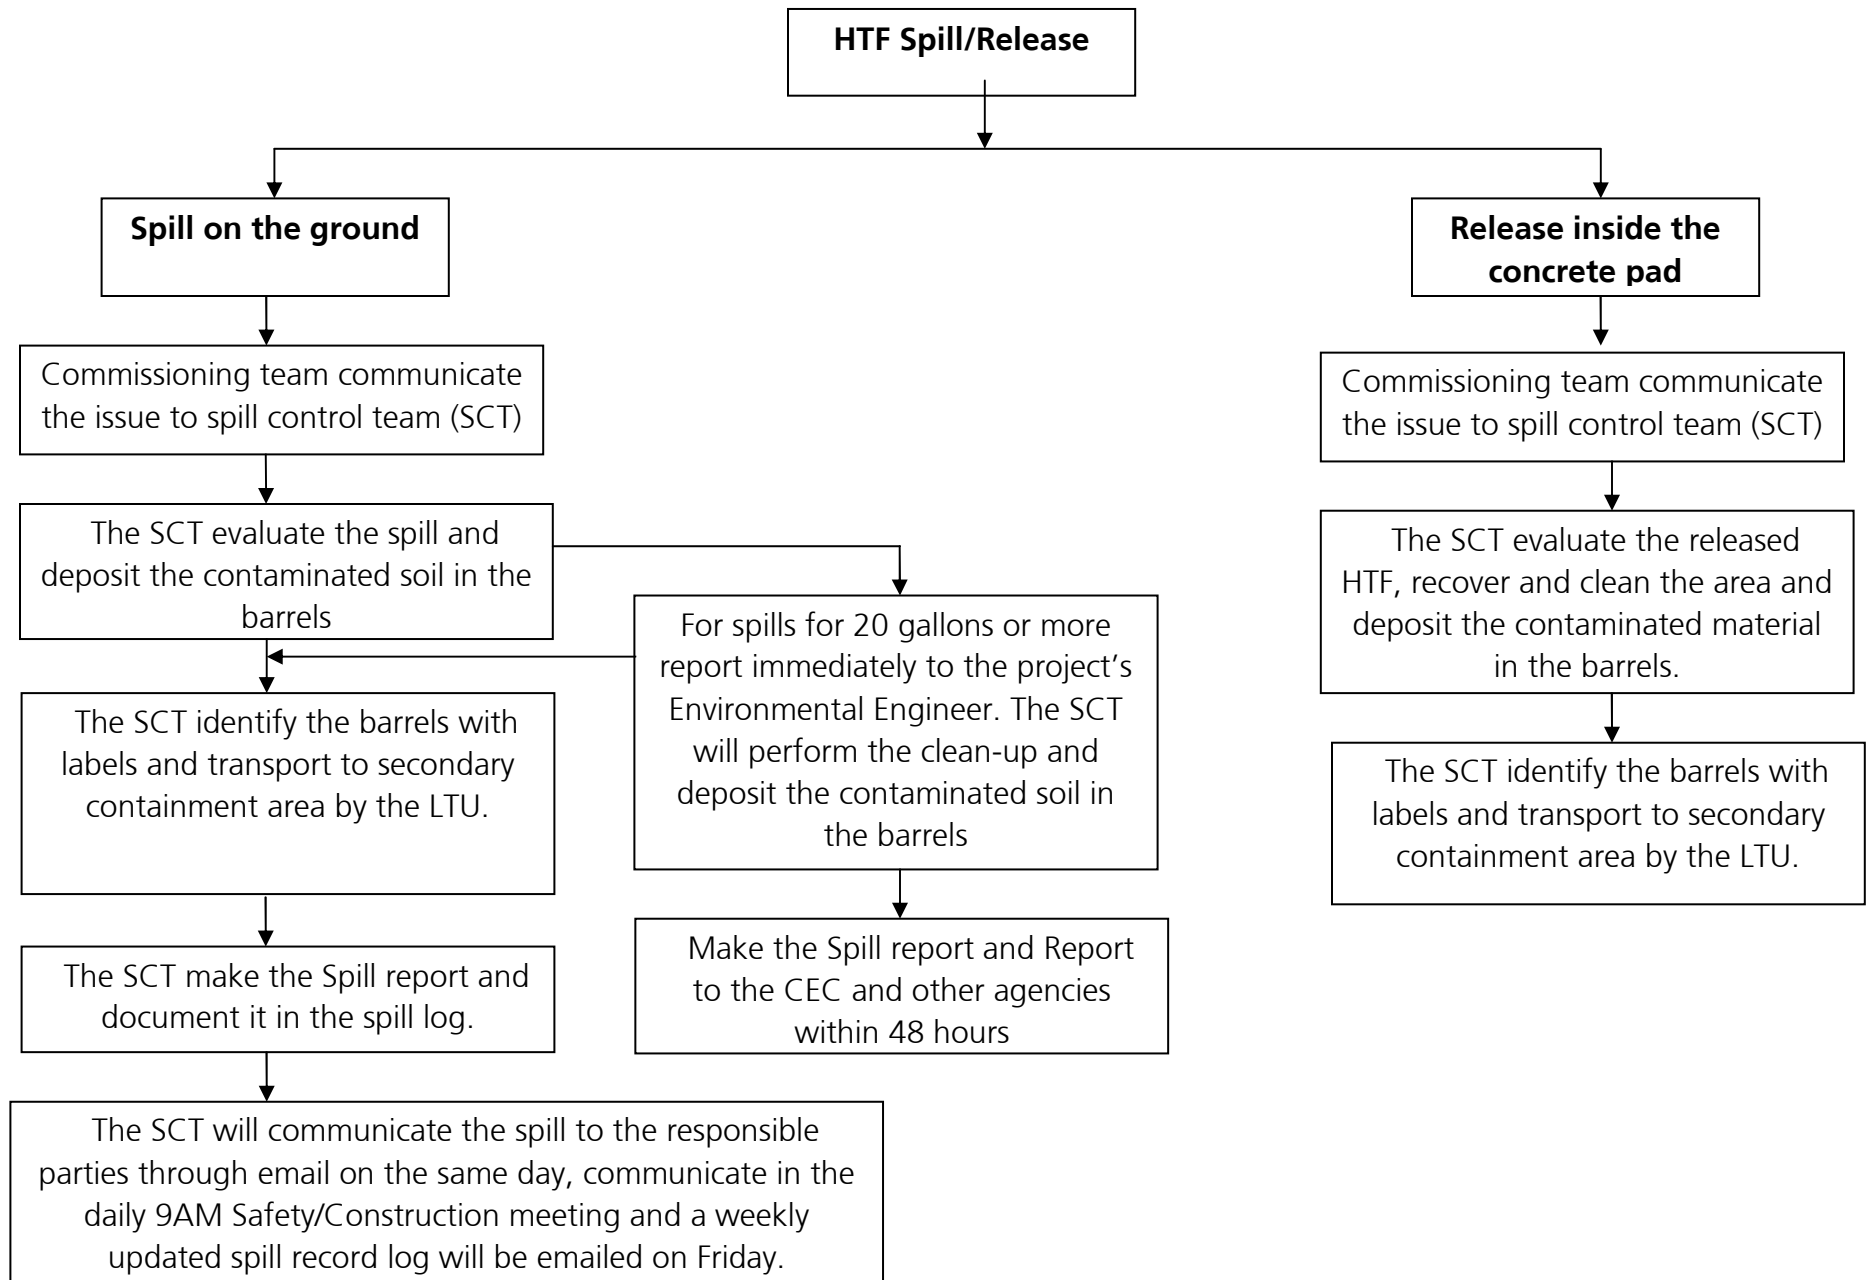 HTF Spill/Release
Spill on the ground
Commissioning team communicate
the issue to spill control team (SCT)
The SCT evaluate the spill and
deposit the contaminated soil in the
barrels
The SCT identify the barrels with
labels and transport to secondary
containment area by the LTU.
The SCT make the Spill report and
document it in the spill log.
The SCT will communicate the spill to the responsible
parties through email on the same day, communicate in the
daily 9AM Safety/Construction meeting and a weekly
updated spill record log will be emailed on Friday.
For spills for 20 gallons or more
report immediately to the project’s
Environmental Engineer. The SCT
will perform the clean-up and
deposit the contaminated soil in
the barrels
Make the Spill report and Report
to the CEC and other agencies
within 48 hours
Release inside the
concrete pad
Commissioning team communicate
the issue to spill control team (SCT)
The SCT evaluate the released
HTF, recover and clean the area and
deposit the contaminated material
in the barrels.
The SCT identify the barrels with
labels and transport to secondary
containment area by the LTU.